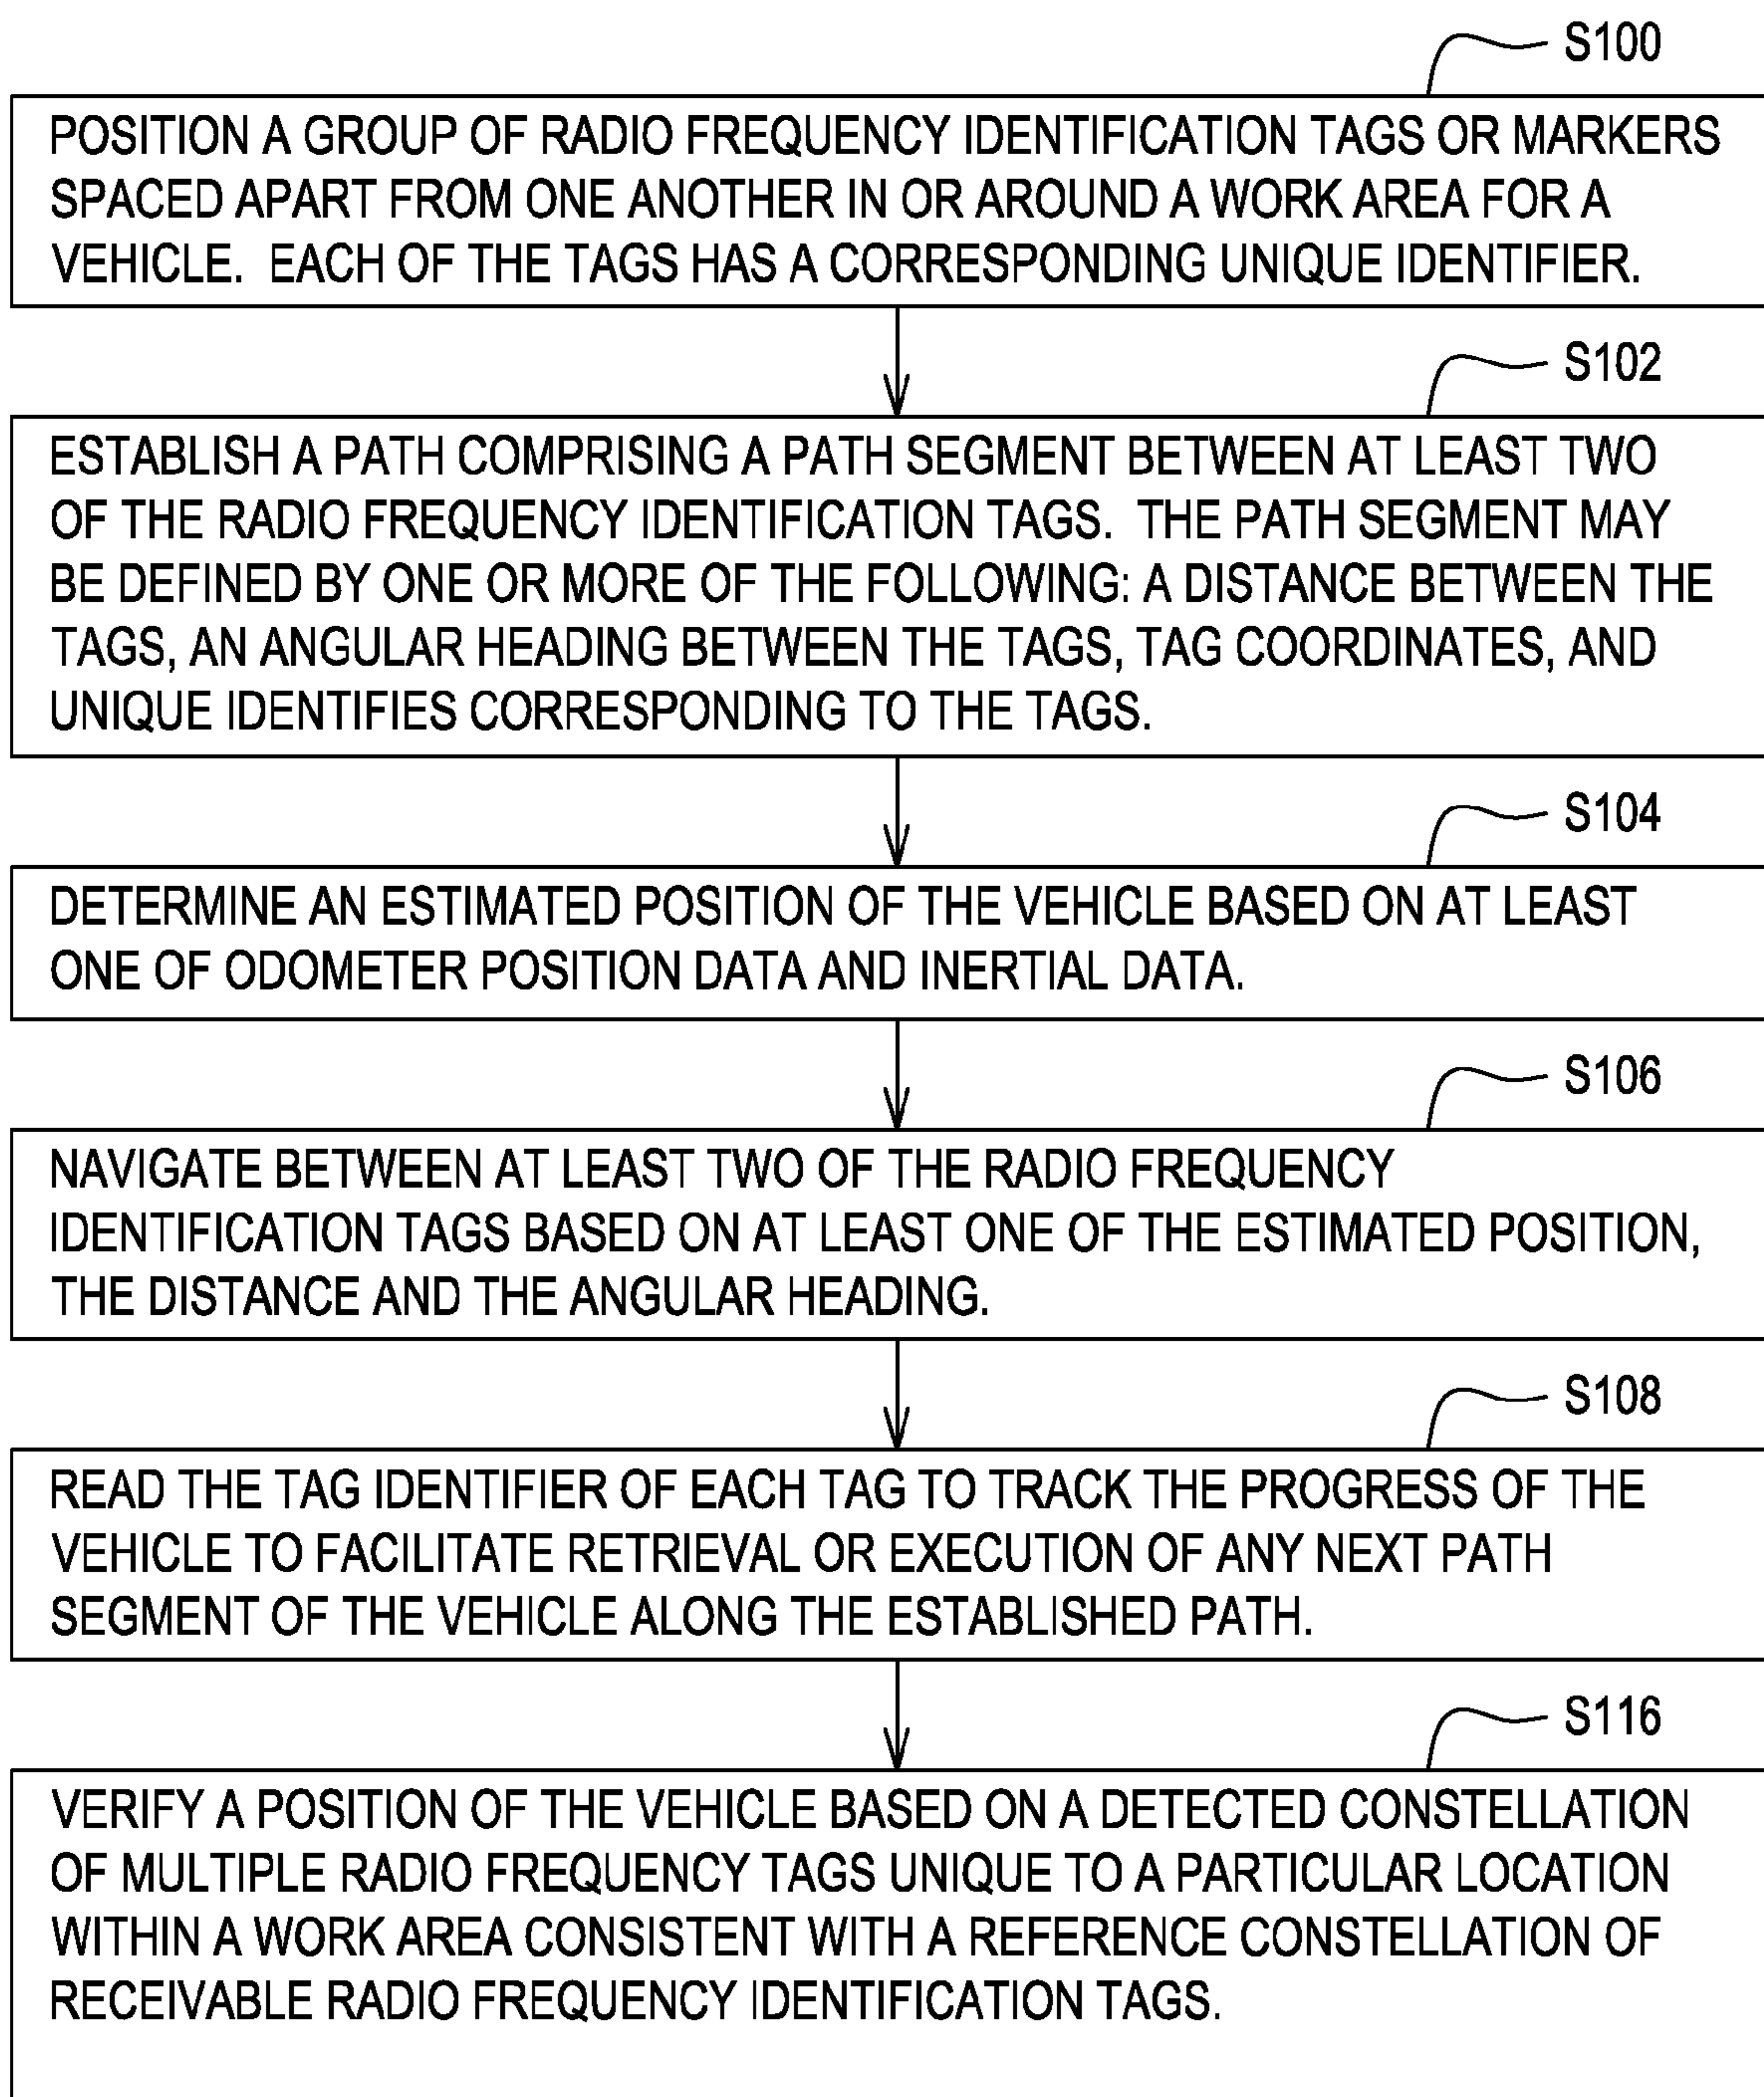 S100
POSITION A GROUP OF RADIO FREQUENCY IDENTIFICATION TAGS OR MARKERS
SPACED APART FROM ONE ANOTHER IN OR AROUND A WORK AREA FOR A
VEHICLE. EACH OF THE TAGS HAS A CORRESPONDING UNIQUE IDENTIFIER.
S102
ESTABLISH A PATH COMPRISING A PATH SEGMENT BETWEEN AT LEAST TWO
OF THE RADIO FREQUENCY IDENTIFICATION TAGS. THE PATH SEGMENT MAY
BE DEFINED BY ONE OR MORE OF THE FOLLOWING: A DISTANCE BETWEEN THE
TAGS, AN ANGULAR HEADING BETWEEN THE TAGS, TAG COORDINATES, AND
UNIQUE IDENTIFIES CORRESPONDING TO THE TAGS.
S104
DETERMINE AN ESTIMATED POSITION OF THE VEHICLE BASED ON AT LEAST
ONE OF ODOMETER POSITION DATA AND INERTIAL DATA.
S106
NAVIGATE BETWEEN AT LEAST TWO OF THE RADIO FREQUENCY
IDENTIFICATION TAGS BASED ON AT LEAST ONE OF THE ESTIMATED POSITION,
THE DISTANCE AND THE ANGULAR HEADING.
S108
READ THE TAG IDENTIFIER OF EACH TAG TO TRACK THE PROGRESS OF THE
VEHICLE TO FACILITATE RETRIEVAL OR EXECUTION OF ANY NEXT PATH
SEGMENT OF THE VEHICLE ALONG THE ESTABLISHED PATH.
S116
VERIFY A POSITION OF THE VEHICLE BASED ON A DETECTED CONSTELLATION
OF MULTIPLE RADIO FREQUENCY TAGS UNIQUE TO A PARTICULAR LOCATION
WITHIN A WORK AREA CONSISTENT WITH A REFERENCE CONSTELLATION OF
RECEIVABLE RADIO FREQUENCY IDENTIFICATION TAGS.